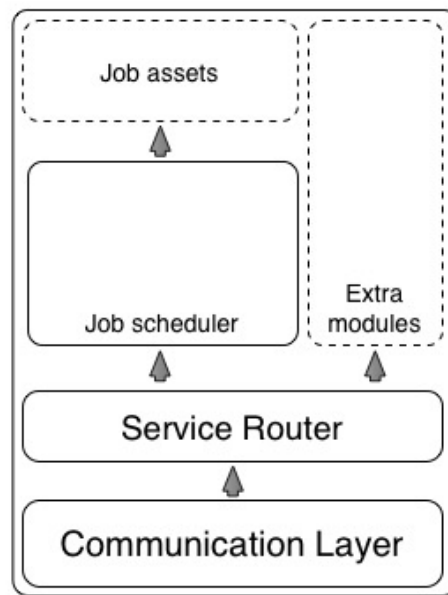 Job assets
Job scheduler
Extra
modules
Service Router
Communication Layer